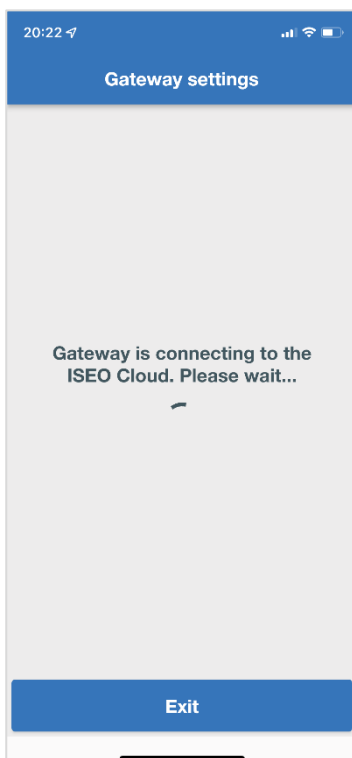 20:22
Gateway settings
Gateway is connecting to the
ISEO Cloud. Please wait...
Exit